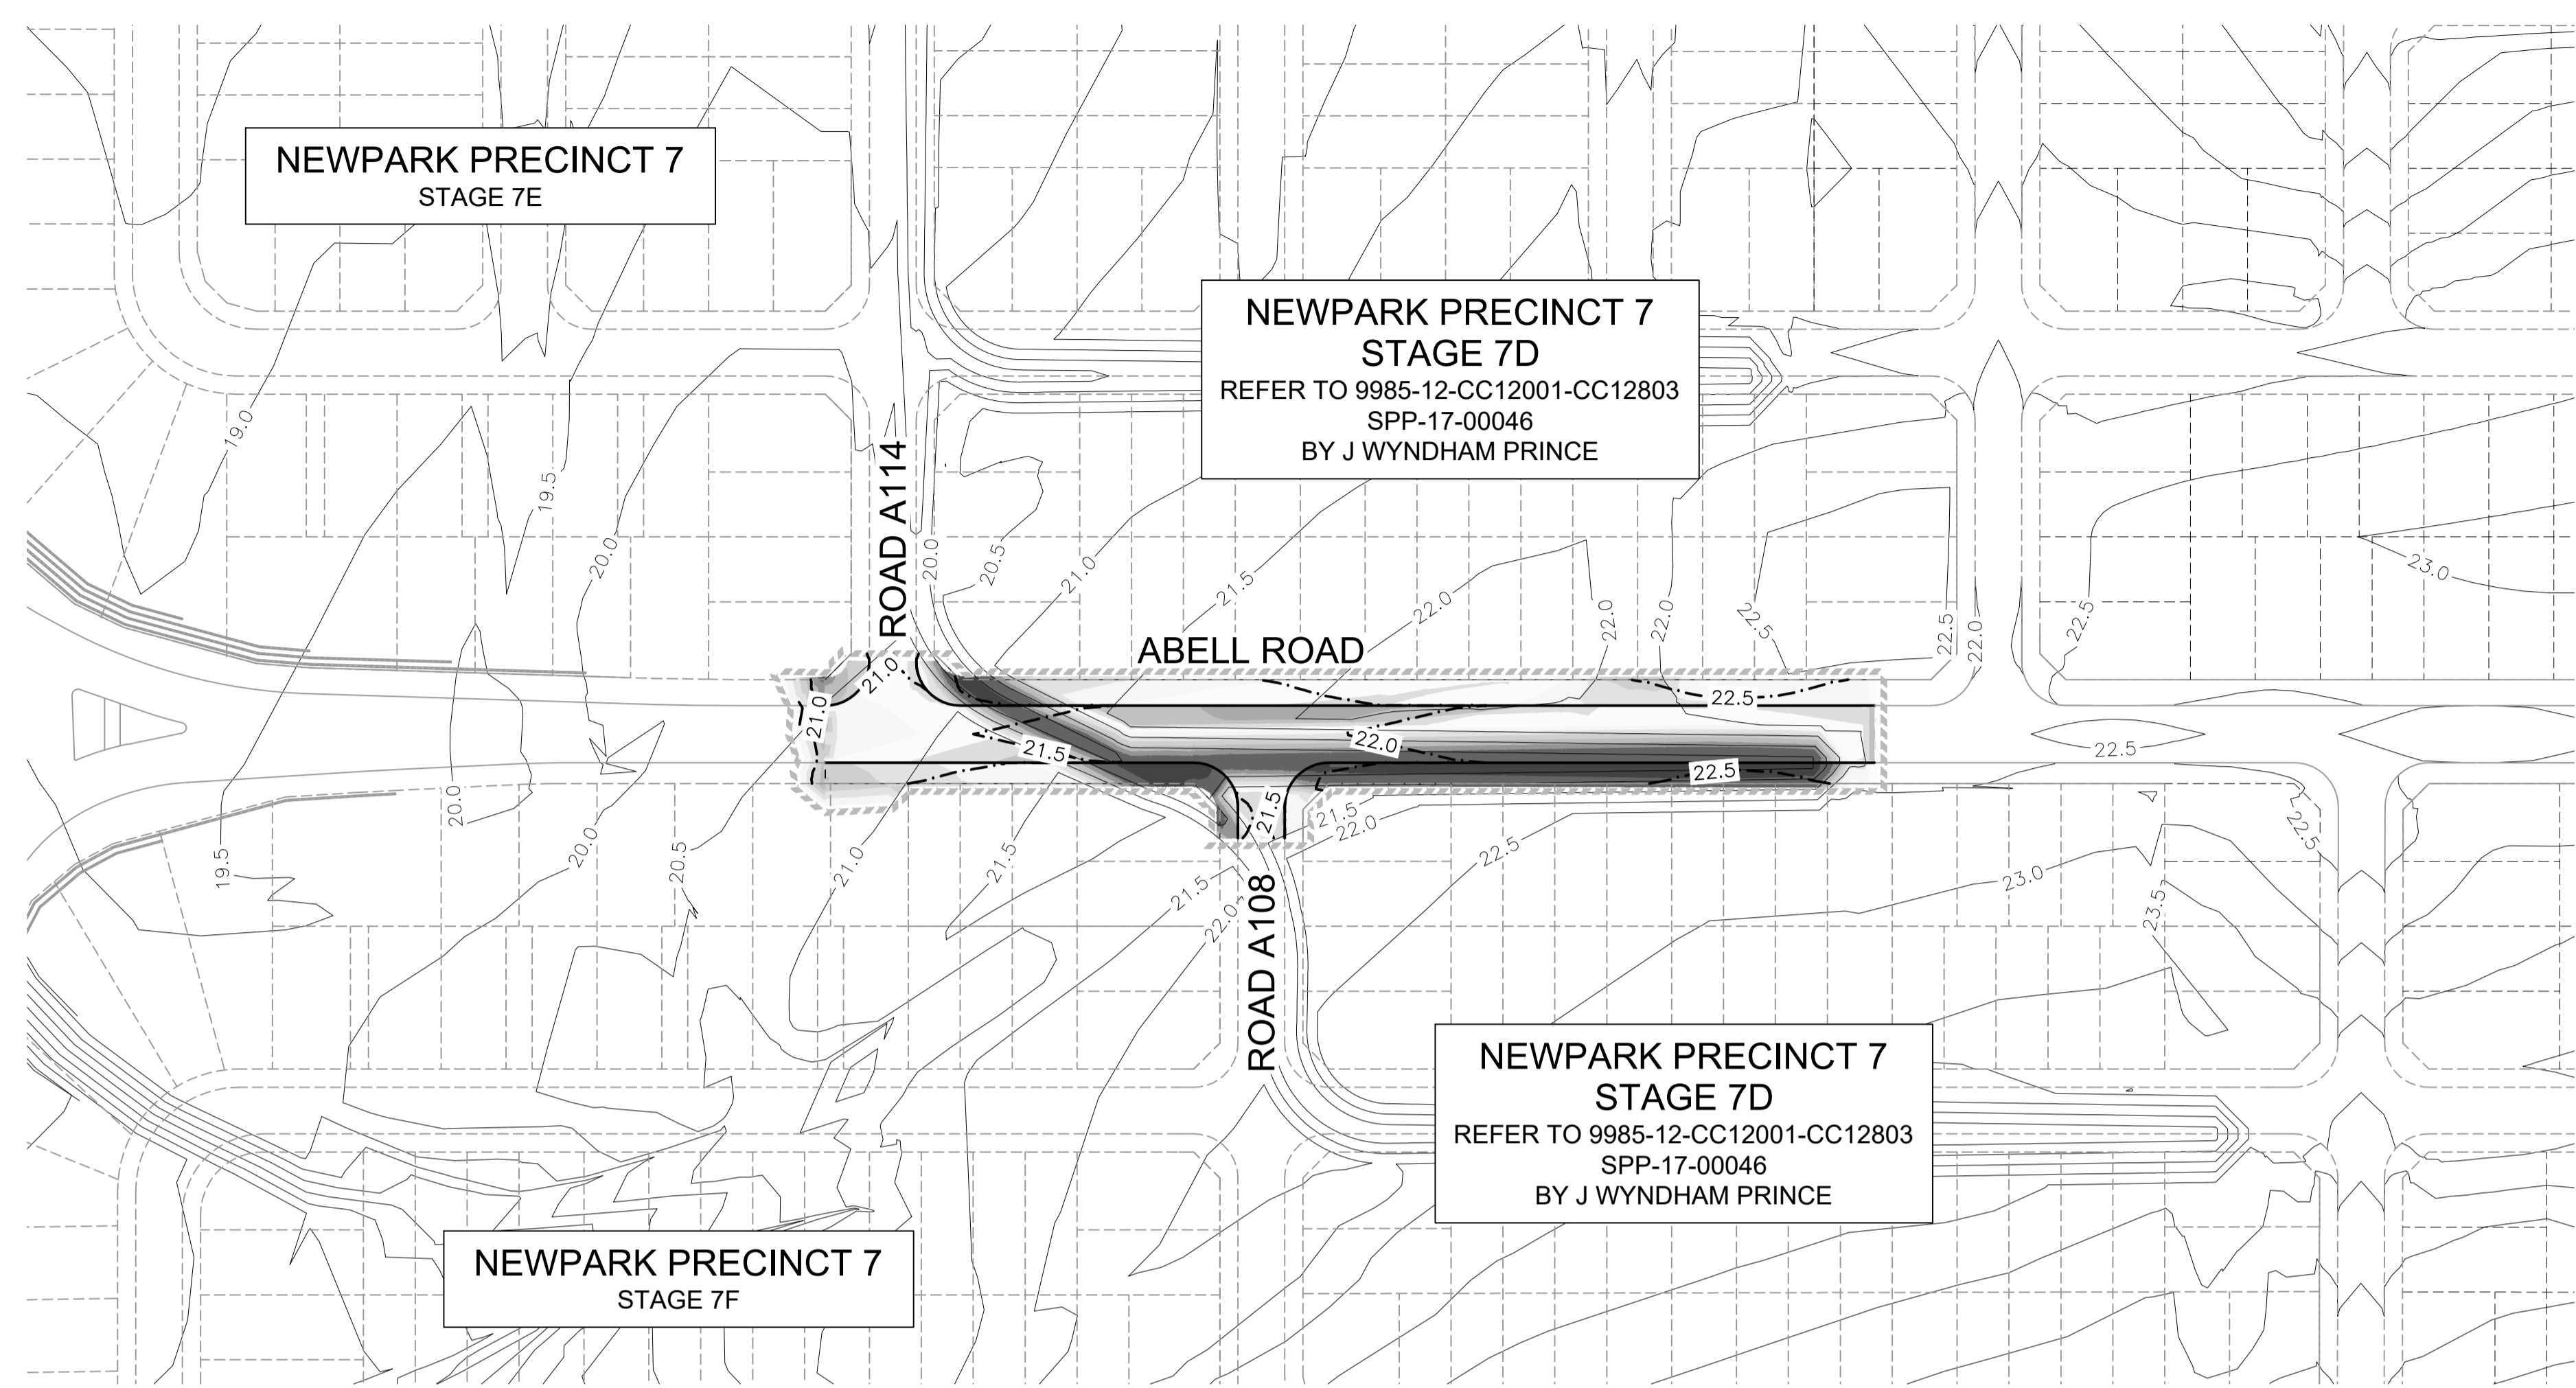 NEWPARK PRECINCT 7
STAGE 7E
NEWPARK PRECINCT 7
STAGE 7D
REFER TO 9985-12-CC12001-CC12803
SPP-17-00046
BY J WYNDHAM PRINCE
19.0
19.5
20.0
ROAD A114
20.0
20.5
21.0
21.5
22.0
22.0
22.0
22.5
22.5
22.0
22.5
23.0
ABELL ROAD
21.0
21.0
21.5
22.0
22.5
22.5
22.5
21.5
21.5
22.0
22.5
22.5
19.5
20.0
20.0
20.5
21.0
21.5
21.5
22.0
23.0
23.5
ROAD A108
NEWPARK PRECINCT 7
STAGE 7D
REFER TO 9985-12-CC12001-CC12803
SPP-17-00046
BY J WYNDHAM PRINCE
NEWPARK PRECINCT 7
STAGE 7F